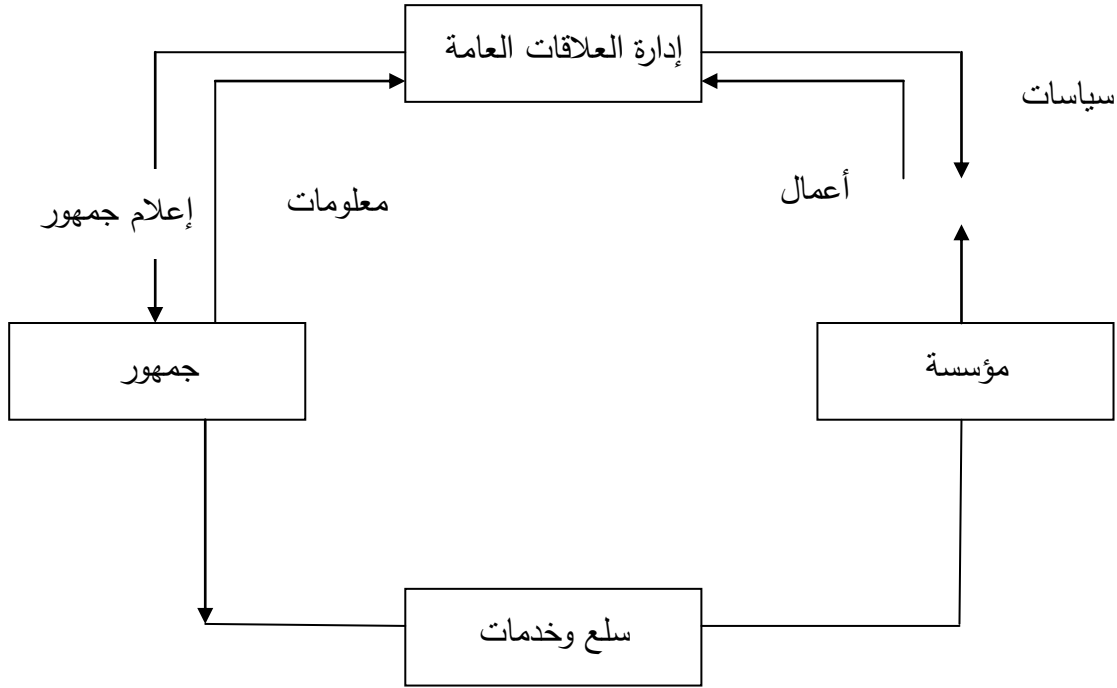 إدارة العلاقات العامة
سياسات
أعمال
معلومات
إعلام جمهور
مؤسسة
جمهور
سلع وخدمات